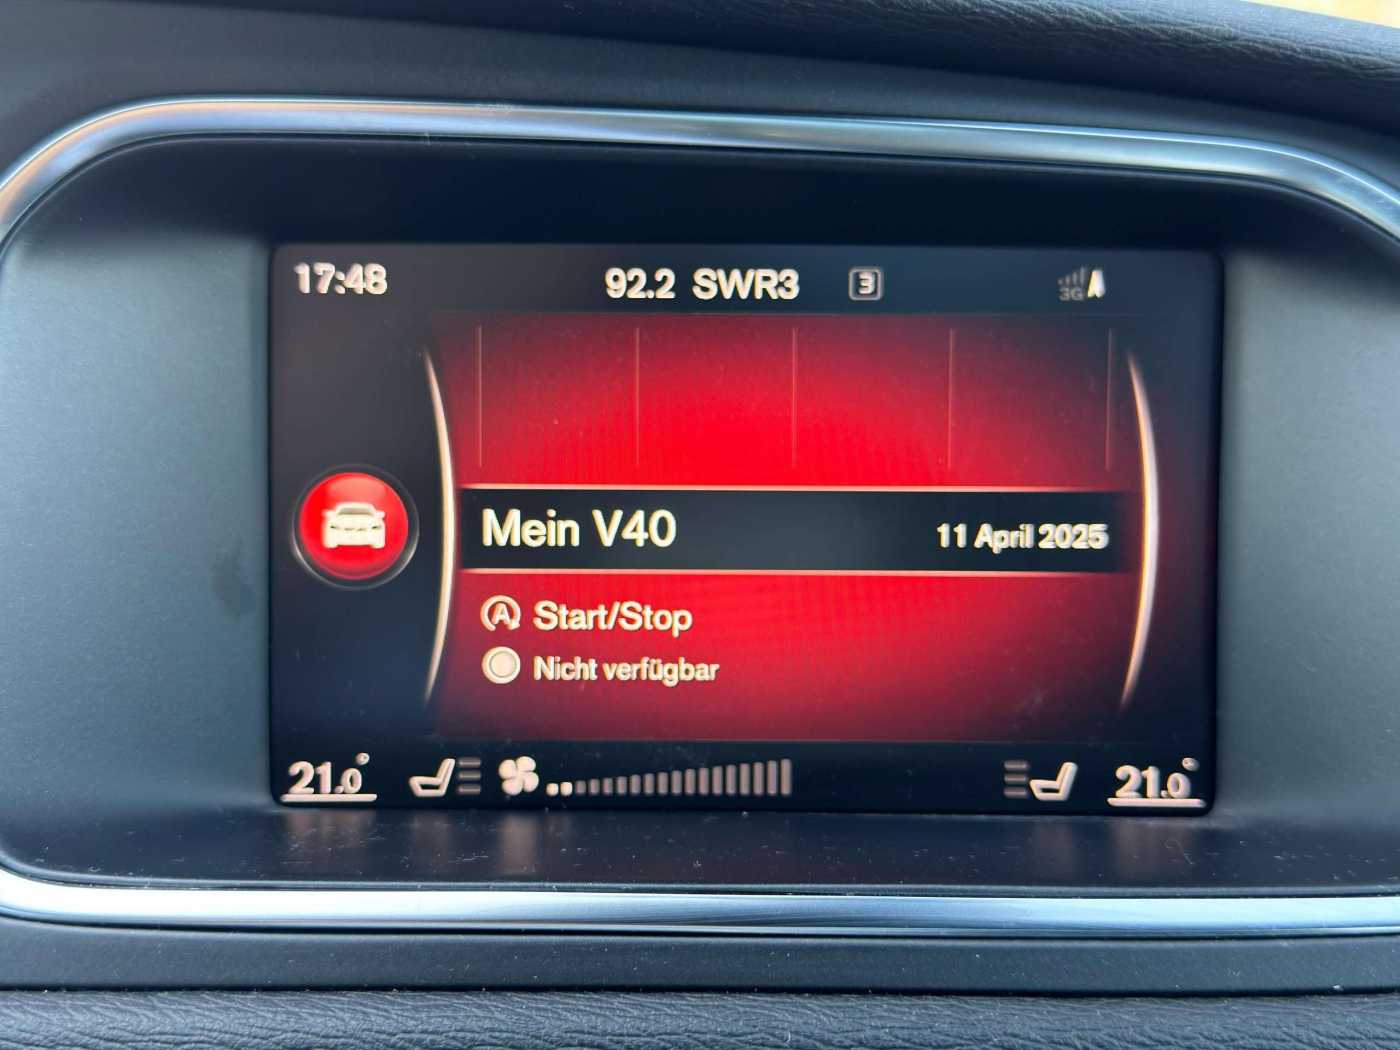 17:48 92.2 SWR3 3 3G
Mein V40 11 April 2025
A Start/Stop
Nicht verfügbar
21.0° 21.0°